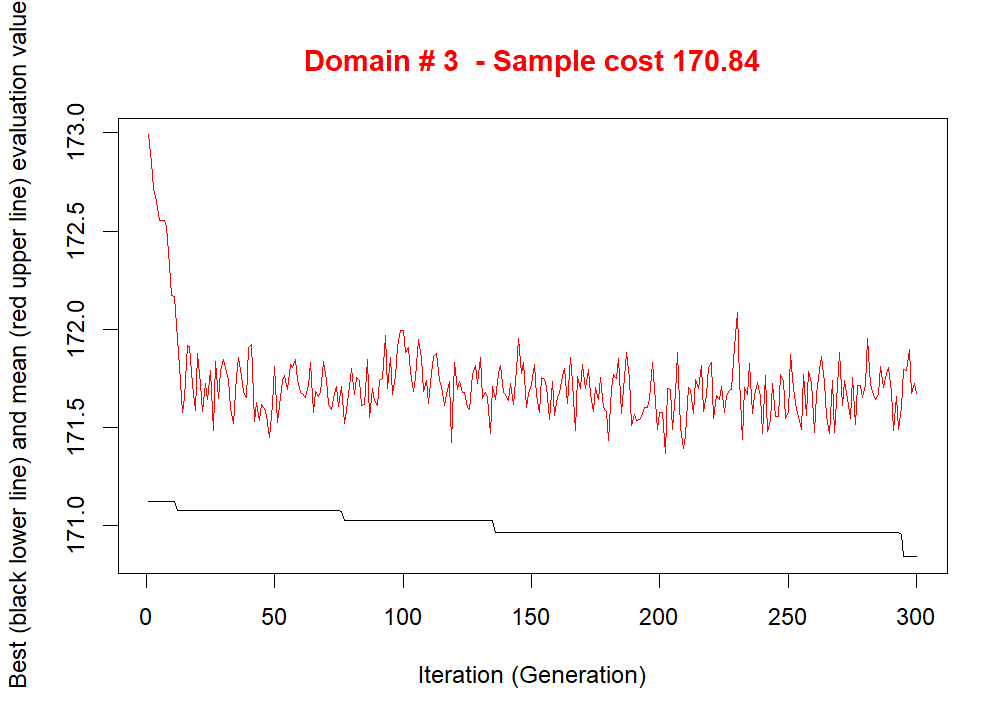 Domain # 3  - Sample cost 170.84
Best (black lower line) and mean (red upper line) evaluation value
173.0
172.5
172.0
171.5
171.0
0 50 100 150 200 250 300
Iteration (Generation)